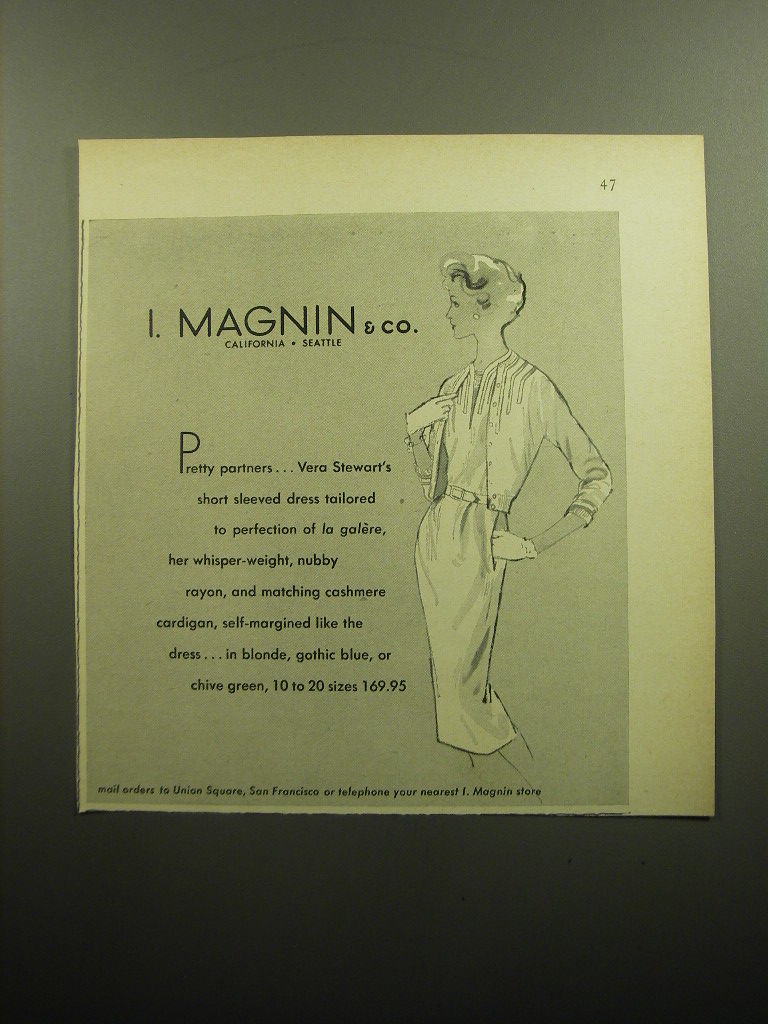 47
I. MAGNIN & CO.
CALIFORNIA • SEATTLE
Pretty partners . . . Vera Stewart's
short sleeved dress tailored
to perfection of la galère,
her whisper-weight, nubby
rayon, and matching cashmere
cardigan, self-margined like the
dress . . . in blonde, gothic blue, or
chive green, 10 to 20 sizes 169.95
mail orders to Union Square, San Francisco or telephone your nearest I. Magnin store